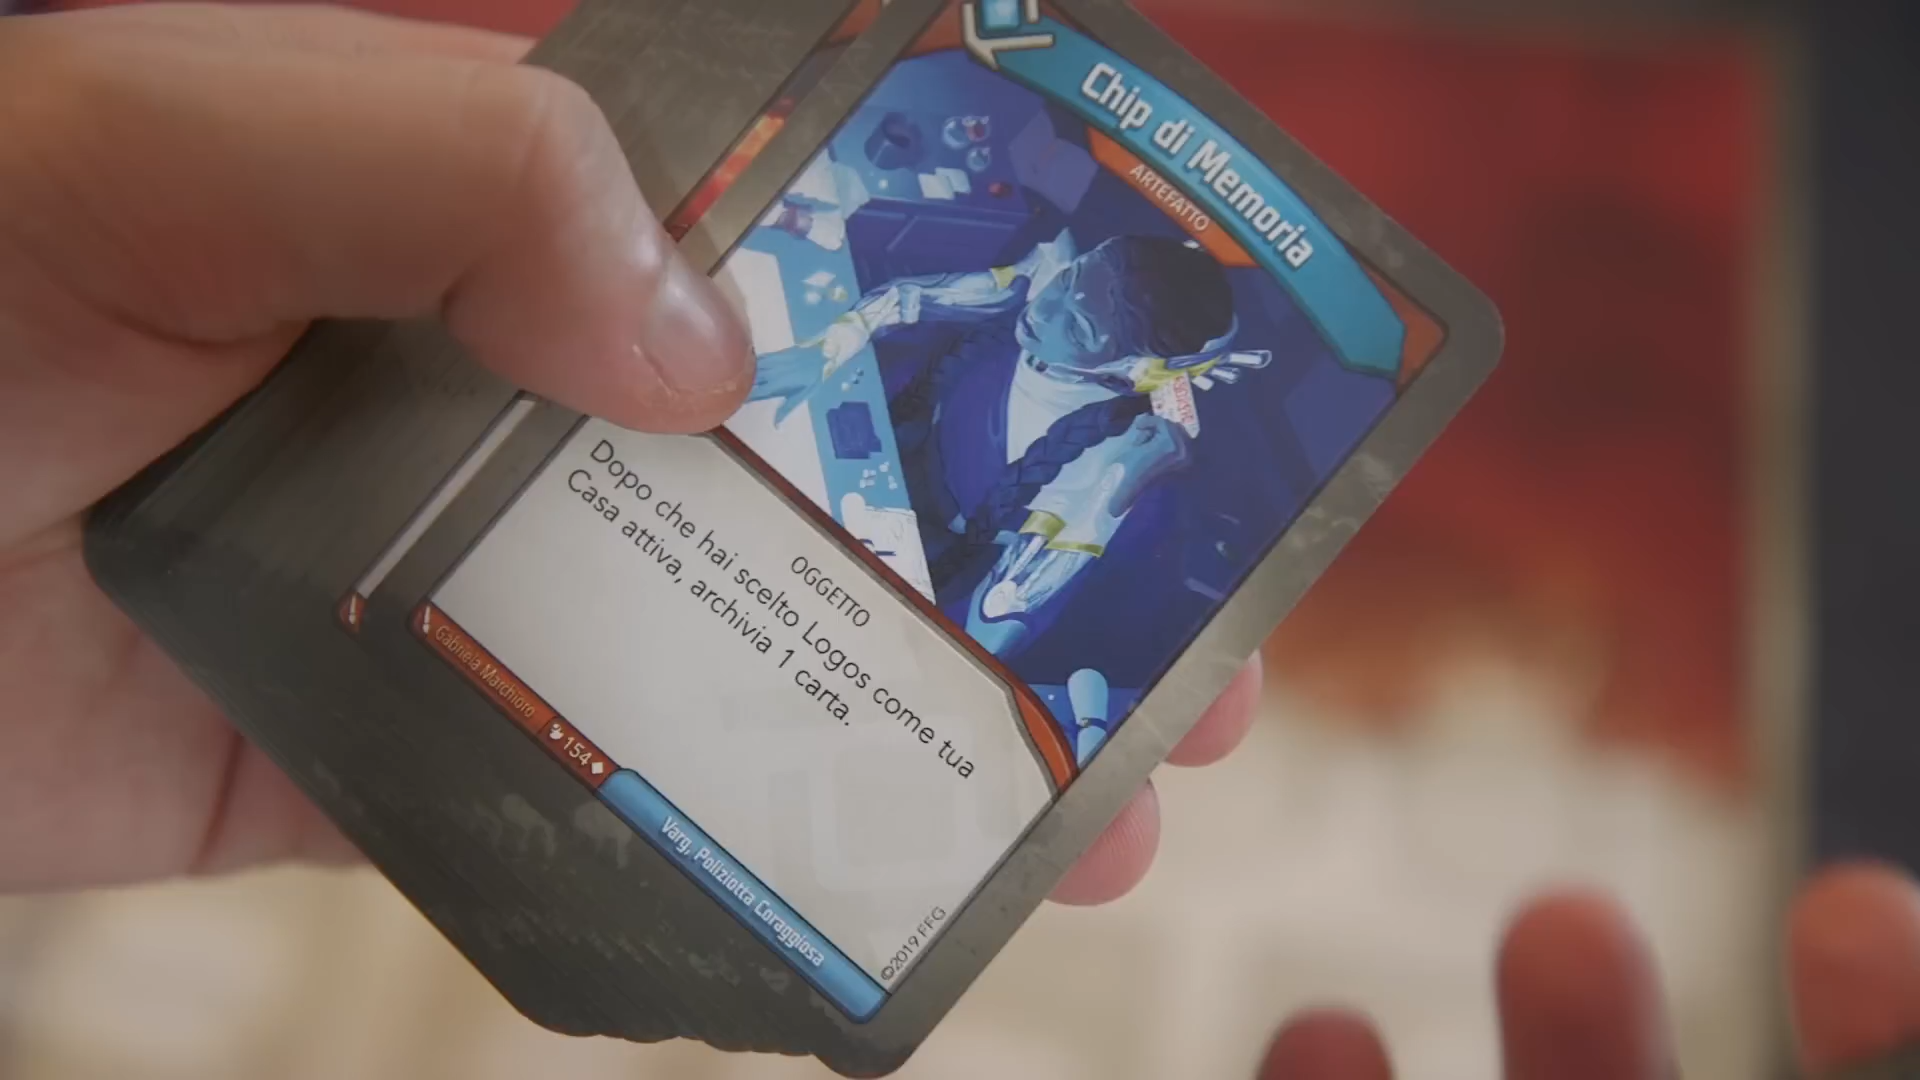 Chip di Memoria
ARTEFATTO
OGGETTO
Dopo che hai scelto Logos come tua
Casa attiva, archivia 1 carta.
Gabriela Marchioro
154
Varg, Poliziotta Coraggiosa
©2019 FFG